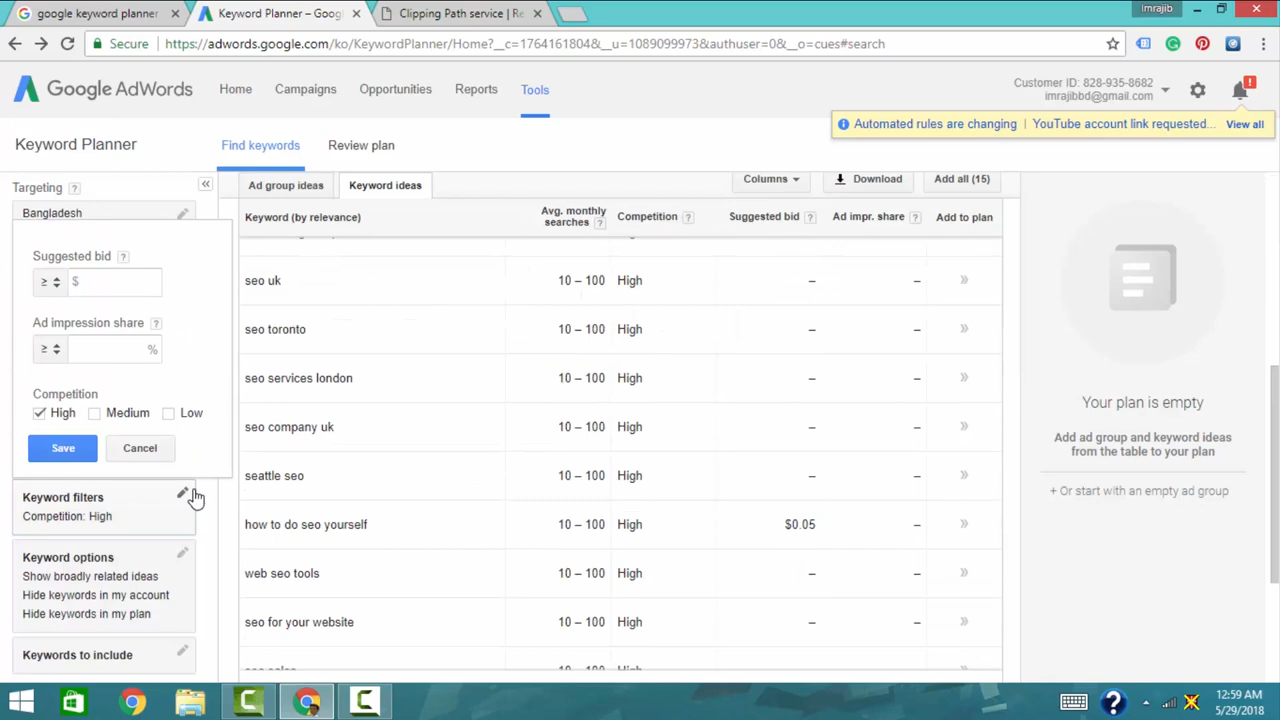 google keyword planner
Keyword Planner – Goog
Clipping Path service | Re
Imrajib
Secure
https://adwords.google.com/ko/KeywordPlanner/Home?__c=1764161804&__u=1089099973&authuser=0&__o=cues#search
Google AdWords
Home
Campaigns
Opportunities
Reports
Tools
Customer ID: 828-935-8682
imrajibbd@gmail.com
Automated rules are changing
YouTube account link requested...
View all
Keyword Planner
Find keywords
Review plan
Targeting ?
Bangladesh
Suggested bid ?
≥ $
Ad impression share ?
≥ %
Competition
High Medium Low
Save Cancel
Keyword filters
Competition: High
Keyword options
Show broadly related ideas
Hide keywords in my account
Hide keywords in my plan
Keywords to include
Ad group ideas
Keyword ideas
Columns
Download
Add all (15)
Keyword (by relevance) Avg. monthly searches ? Competition ? Suggested bid ? Ad impr. share ? Add to plan
seo uk 10 – 100 High – –
seo toronto 10 – 100 High – –
seo services london 10 – 100 High – –
seo company uk 10 – 100 High – –
seattle seo 10 – 100 High – –
how to do seo yourself 10 – 100 High $0.05 –
web seo tools 10 – 100 High – –
seo for your website 10 – 100 High – –
Your plan is empty
Add ad group and keyword ideas
from the table to your plan
+ Or start with an empty ad group
12:59 AM
5/29/2018